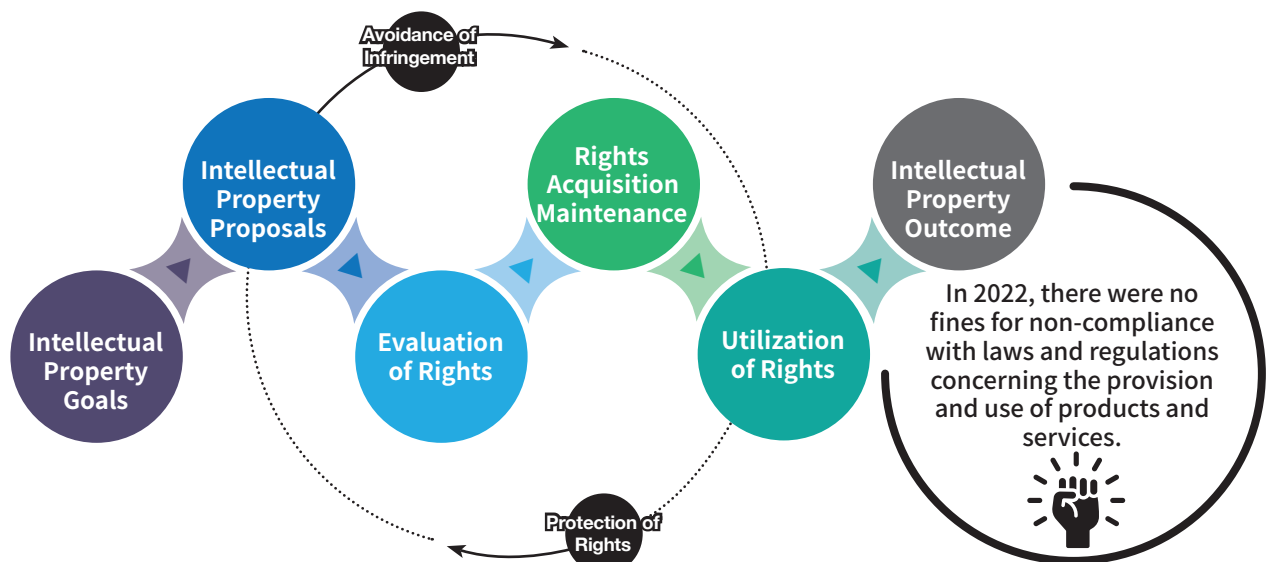 Avoidance of
Infringement
Intellectual
Property
Proposals
Rights
Acquisition
Maintenance
Intellectual
Property
Outcome
Intellectual
Property
Goals
Evaluation
of Rights
Utilization
of Rights
In 2022, there were no
fines for non-compliance
with laws and regulations
concerning the provision
and use of products and
services.
Protection of
Rights